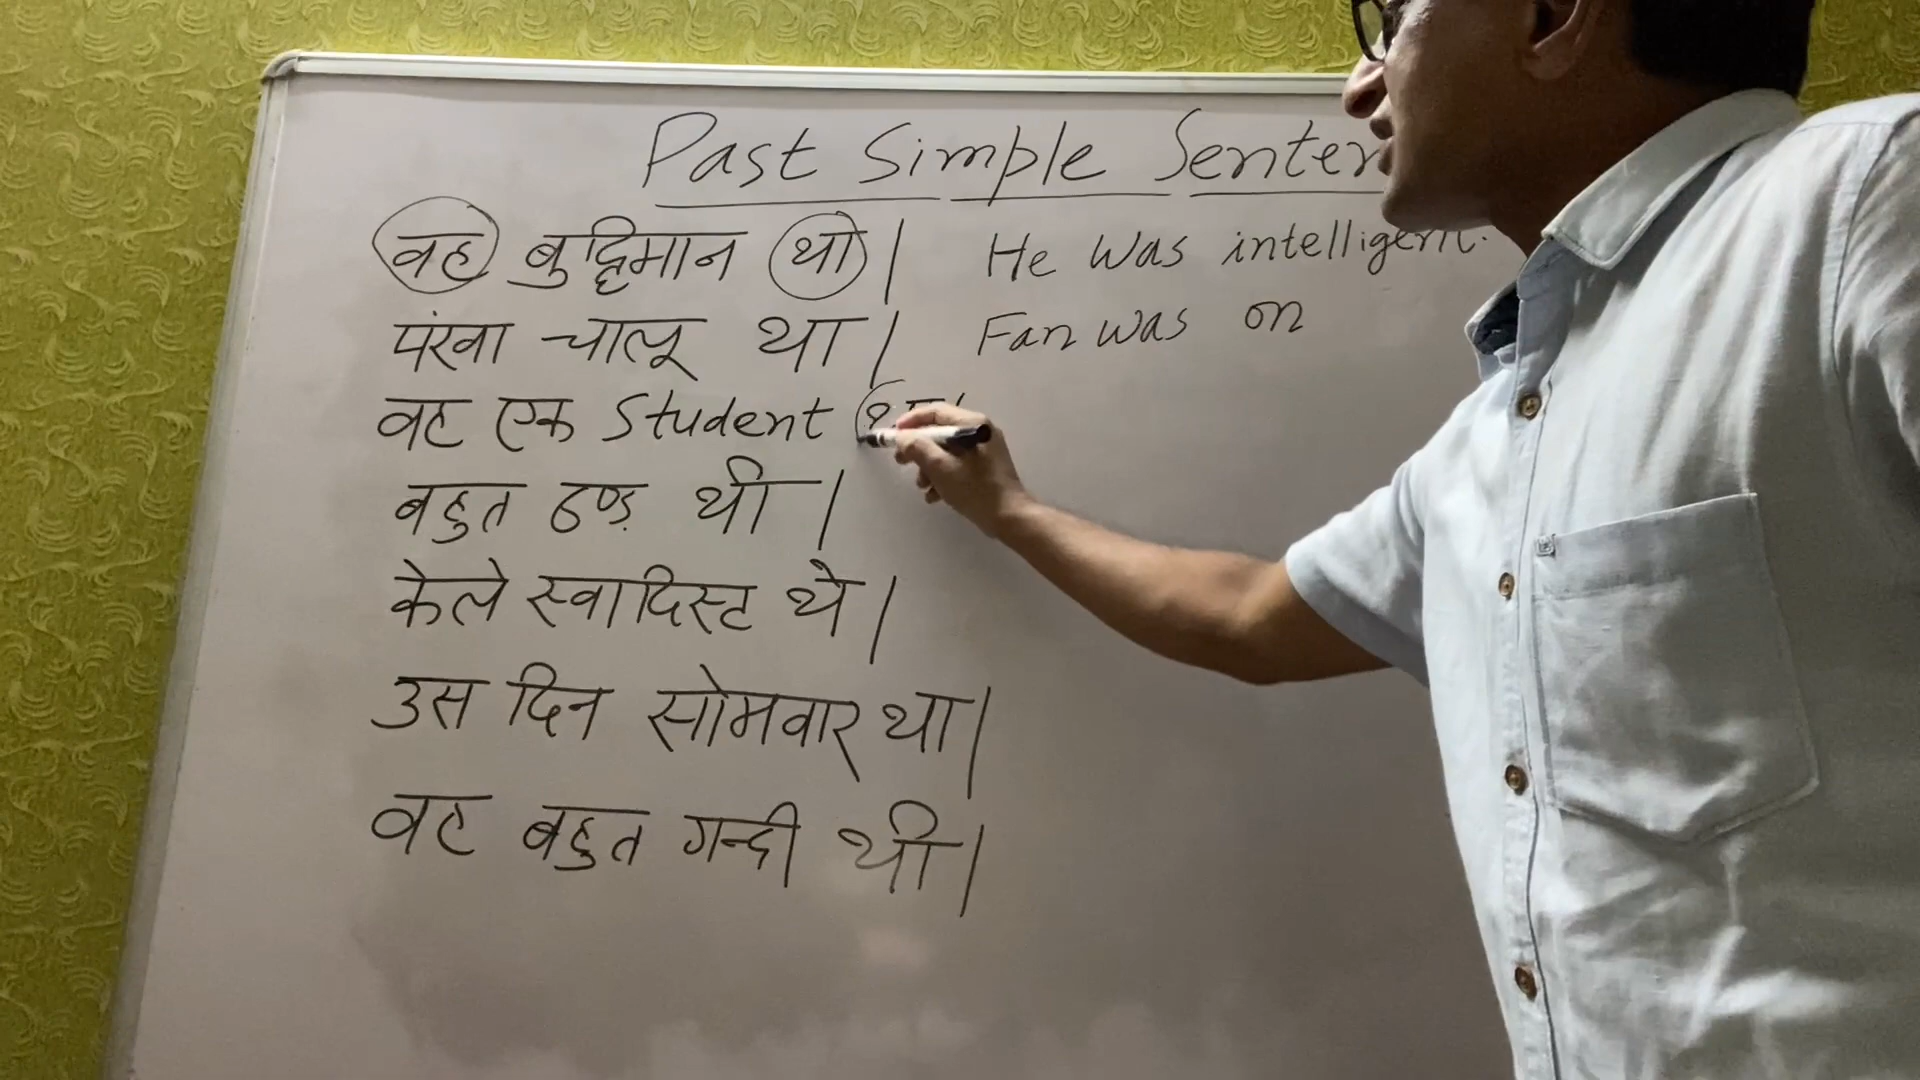 Past Simple Senten
वह बुद्दिमान था| He was intelligent.
पंखा चालू था| Fan was on
वह एक Student था|
बहुत ठण्ड़ थी|
केले स्वादिस्ट थे|
उस दिन सोमवार था|
वह बहुत गन्दी थी|